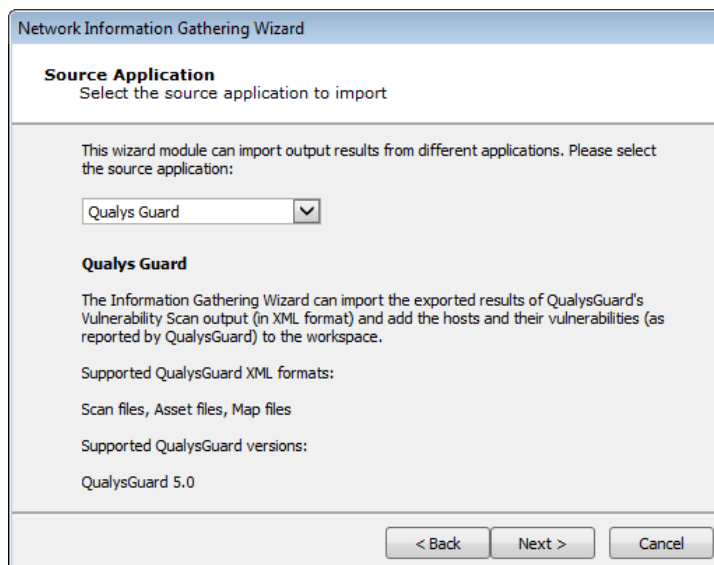 Network Information Gathering Wizard
Source Application
Select the source application to import
This wizard module can import output results from different applications. Please select
the source application:
Qualys Guard
Qualys Guard
The Information Gathering Wizard can import the exported results of QualysGuard's
Vulnerability Scan output (in XML format) and add the hosts and their vulnerabilities (as
reported by QualysGuard) to the workspace.
Supported QualysGuard XML formats:
Scan files, Asset files, Map files
Supported QualysGuard versions:
QualysGuard 5.0
< Back Next > Cancel